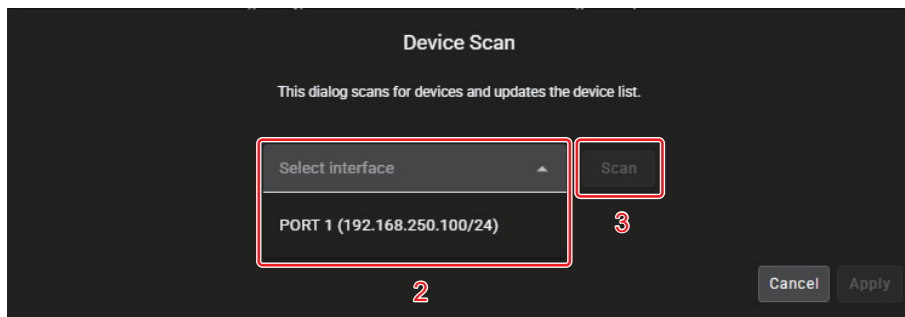 Device Scan
This dialog scans for devices and updates the device list.
Select interface
Scan
PORT 1 (192.168.250.100/24)
3
2
Cancel
Apply